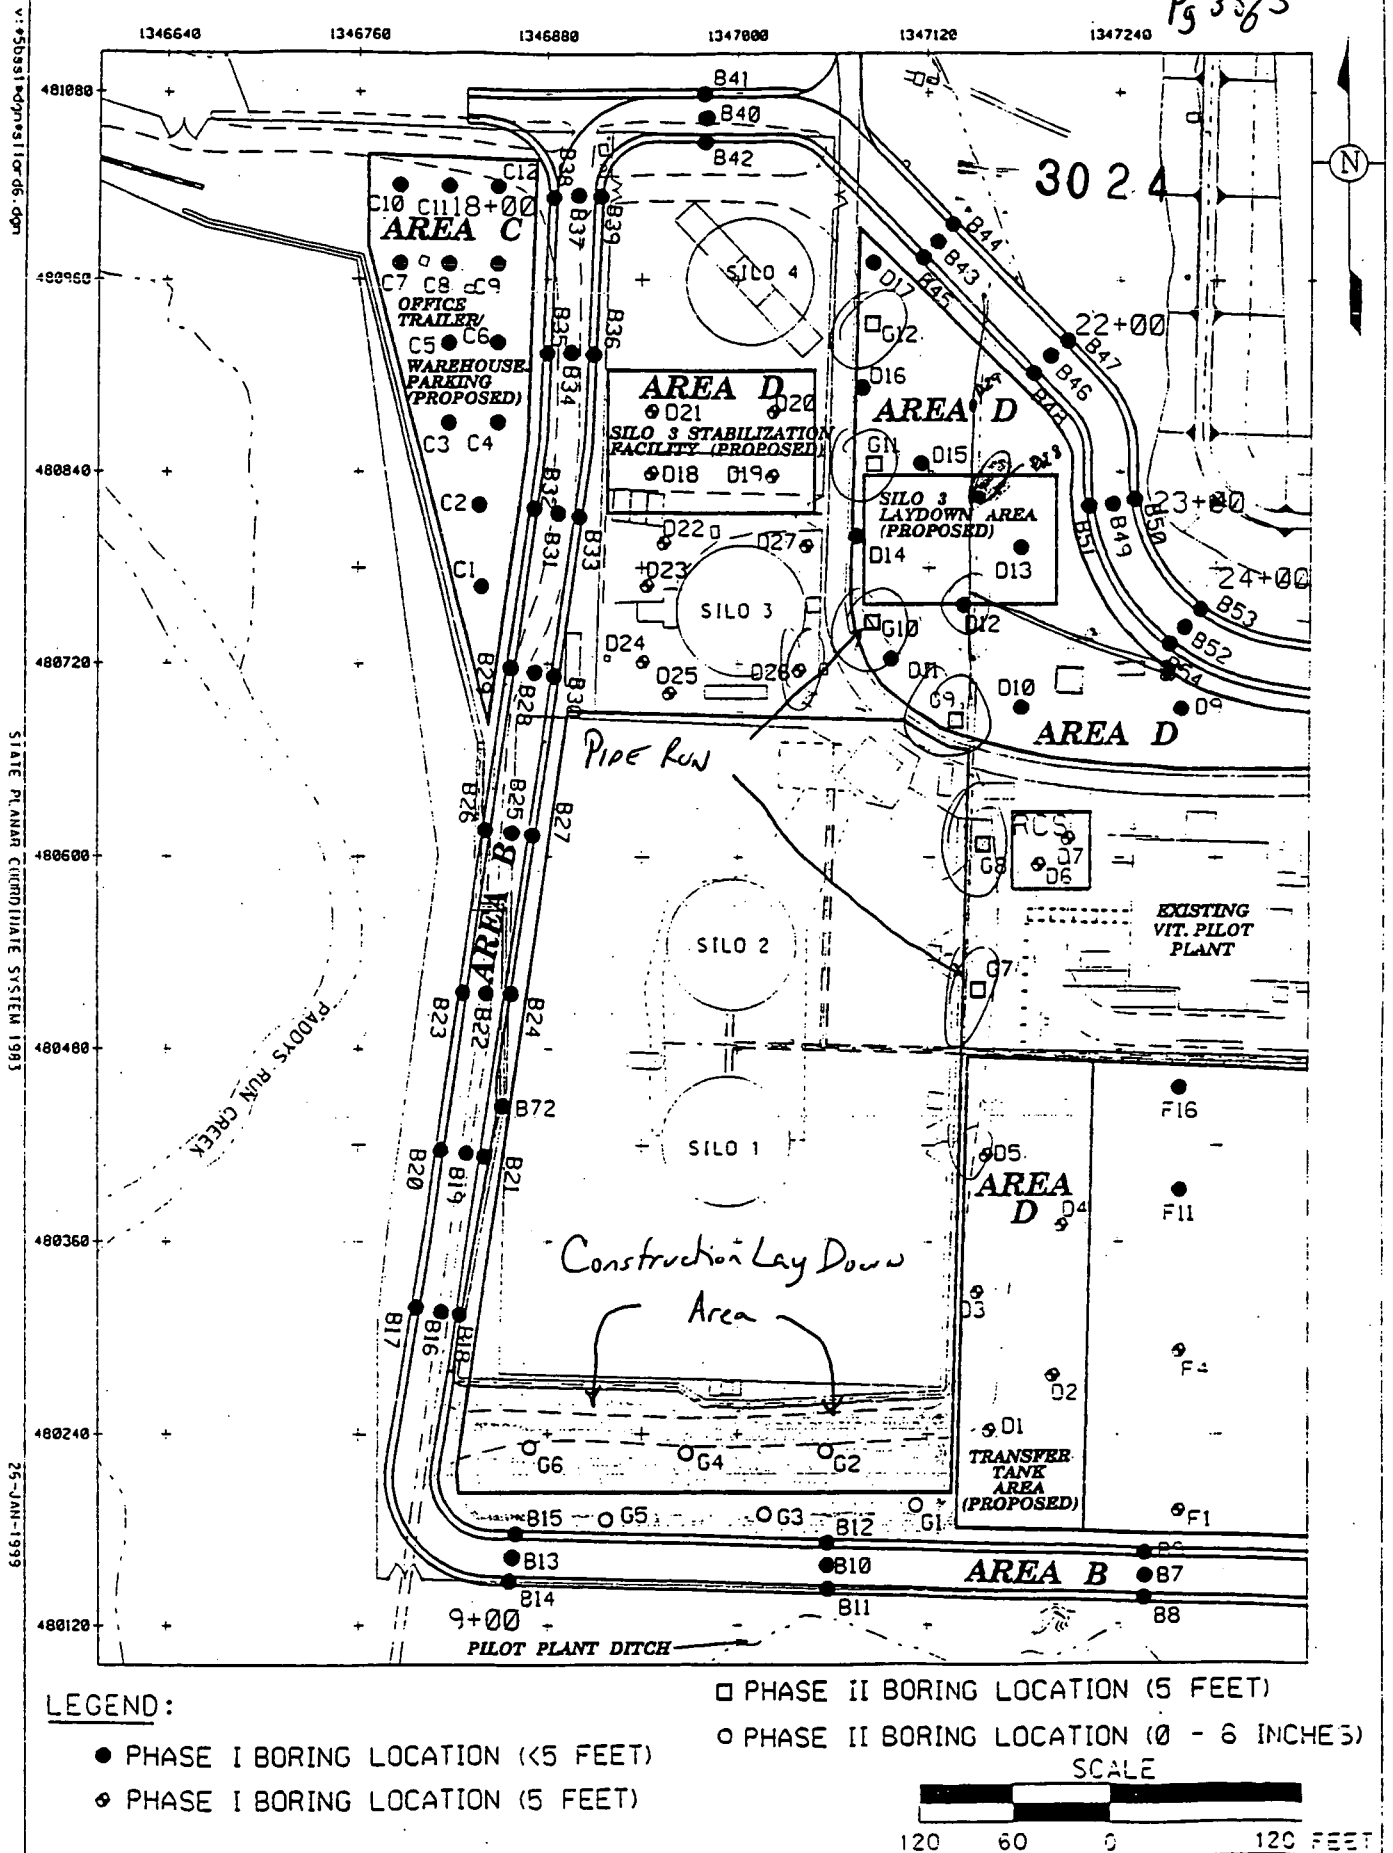 Pg 3 of 3
1346640 1346760 1346880 1347000 1347120 1347240
481080
480960
480840
480720
480600
480480
480360
480240
480120
STATE PLANAR COORDINATE SYSTEM 1983
25-JAN-1999
N
3024
B41
B40
B42
B38
B37
B39
C10 C11 C12
18+00
AREA C
C7 C8 C9
OFFICE
TRAILER/
WAREHOUSE
PARKING
(PROPOSED)
C5 C6
C3 C4
C2
C1
B35
B34
B36
SILO 4
D17
G12
B44
B43
B45
22+00
B47
B46
B48
D29
AREA D
D21 D20
SILO 3 STABILIZATION
FACILITY (PROPOSED)
D18 D19
D16
AREA D
G11
D15
D28
SILO 3
LAYDOWN AREA
(PROPOSED)
D14
D13
B32
B31
B33
D22
D27
D23
SILO 3
D24
D25
D26
G10
D12
D11
G9
D10
D9
AREA D
B51
B49
B50
23+00
24+00
B53
B52
B54
B29
B28
B30
PIPE RUN
B26
B25
B27
AREA B
RCS
G8
D7
D6
SILO 2
EXISTING
VIT. PILOT
PLANT
G7
B23
B22
B24
PADDYS RUN CREEK
B72
SILO 1
F16
B20
B19
B21
D5
AREA
D
D4
F11
Construction Lay Down
Area
D3
B17
B16
B18
F4
D2
D1
G6 G4 G2
TRANSFER
TANK
AREA
(PROPOSED)
B15 G5 G3 G1
F1
B12
B9
B13
B10
AREA B
B7
B14
B11
B8
9+00
PILOT PLANT DITCH
LEGEND:
PHASE I BORING LOCATION (<5 FEET)
PHASE I BORING LOCATION (5 FEET)
PHASE II BORING LOCATION (5 FEET)
PHASE II BORING LOCATION (0 - 6 INCHES)
SCALE
120 60 0 120 FEET